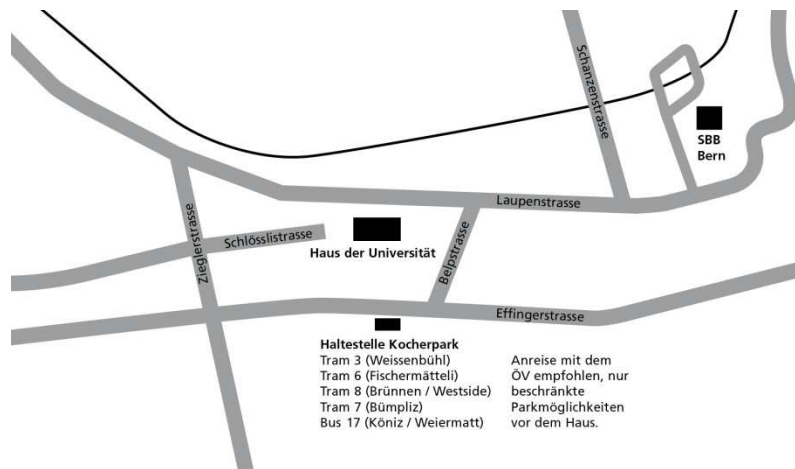 Schanzenstrasse
SBB
Bern
Laupenstrasse
Zieglerstrasse
Schlösslistrasse
Haus der Universität
Belpstrasse
Effingerstrasse
Haltestelle Kocherpark
Tram 3 (Weissenbühl)
Tram 6 (Fischermätteli)
Tram 8 (Brünnen / Westside)
Tram 7 (Bümpliz)
Bus 17 (Köniz / Weiermatt)
Anreise mit dem
ÖV empfohlen, nur
beschränkte
Parkmöglichkeiten
vor dem Haus.